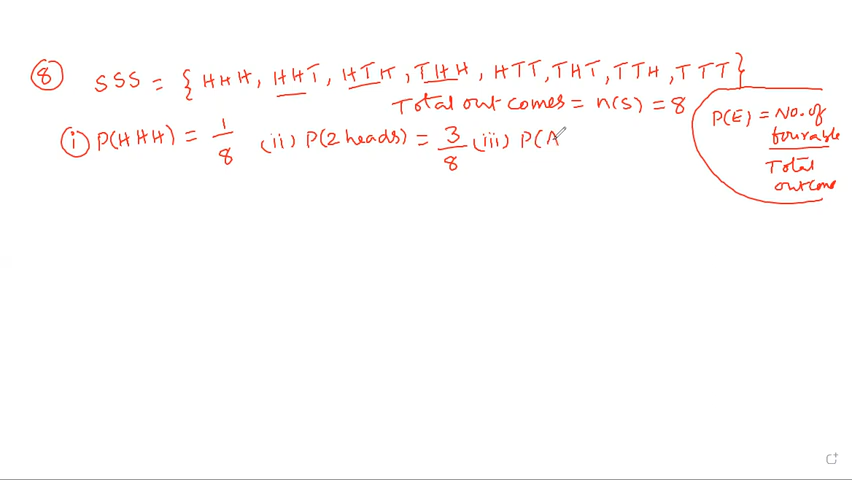 8 SSS = { HHH, HHT, HTH, THH, HTT, THT, TTH, TTT}
Total out comes = n(S) = 8
P(E) = No. of
fourable
Total
outcome
i P(HHH) = 1/8 (ii) P(2 heads) = 3/8 (iii) P(A